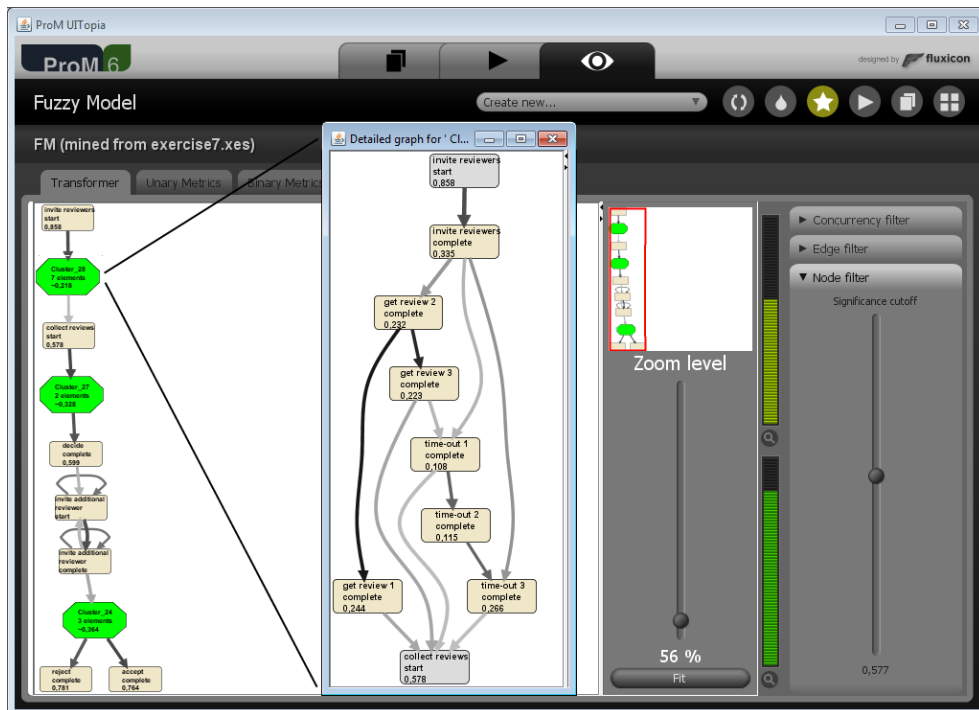 ProM UITopia
ProM 6
designed by fluxicon
Fuzzy Model
Create new...
FM (mined from exercise7.xes)
Transformer
Unary Metrics
Binary Metrics
invite reviewers
start
0,858
Cluster_28
7 elements
~0,218
collect reviews
start
0,578
Cluster_27
2 elements
~0,328
decide
complete
0,599
invite additional
reviewer
start
invite additional
reviewer
complete
Cluster_24
3 elements
~0,364
reject
complete
0,781
accept
complete
0,764
Detailed graph for ' Cl...
invite reviewers
start
0,858
invite reviewers
complete
0,335
get review 2
complete
0,232
get review 3
complete
0,223
time-out 1
complete
0,108
time-out 2
complete
0,115
get review 1
complete
0,244
time-out 3
complete
0,266
collect reviews
start
0,578
Zoom level
56 %
Fit
Concurrency filter
Edge filter
Node filter
Significance cutoff
0,577